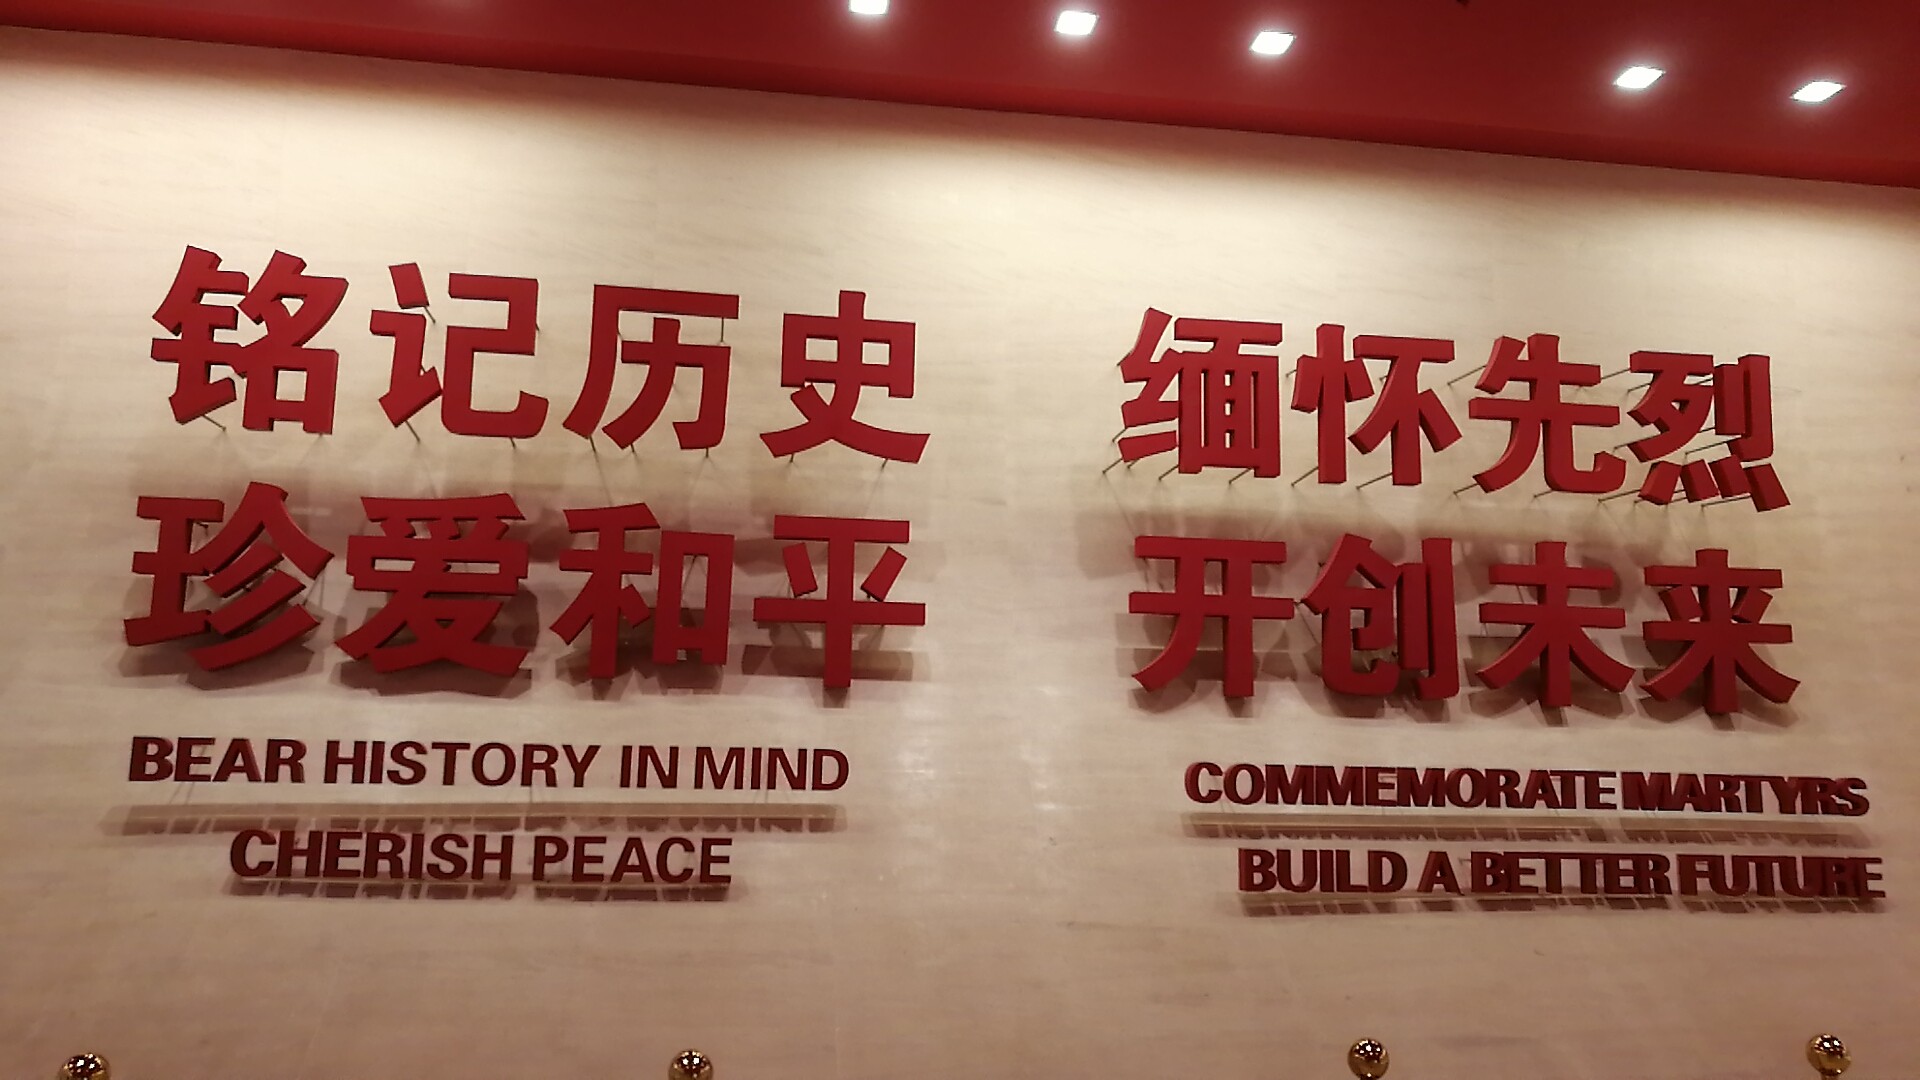 铭记历史
珍爱和平
BEAR HISTORY IN MIND
CHERISH PEACE
缅怀先烈
开创未来
COMMEMORATE MARTYRS
BUILD A BETTER FUTURE